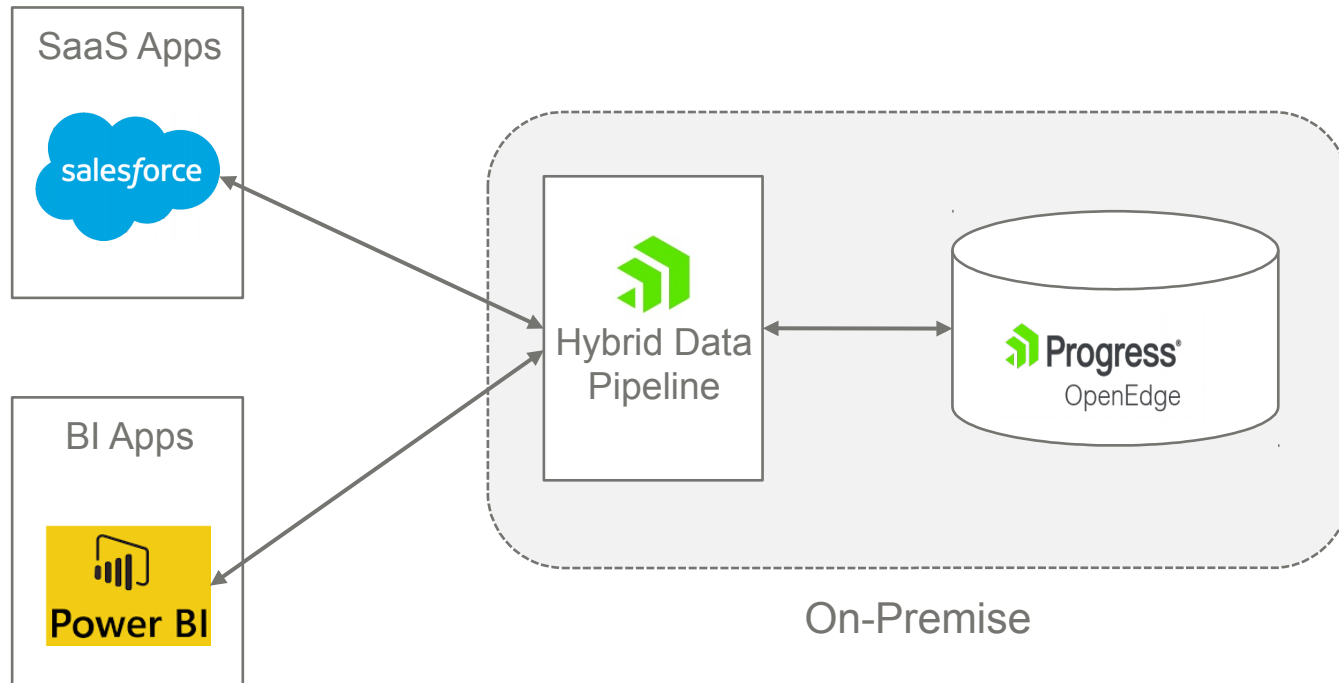 SaaS Apps
salesforce
BI Apps
Power BI
Hybrid Data
Pipeline
Progress®
OpenEdge
On-Premise